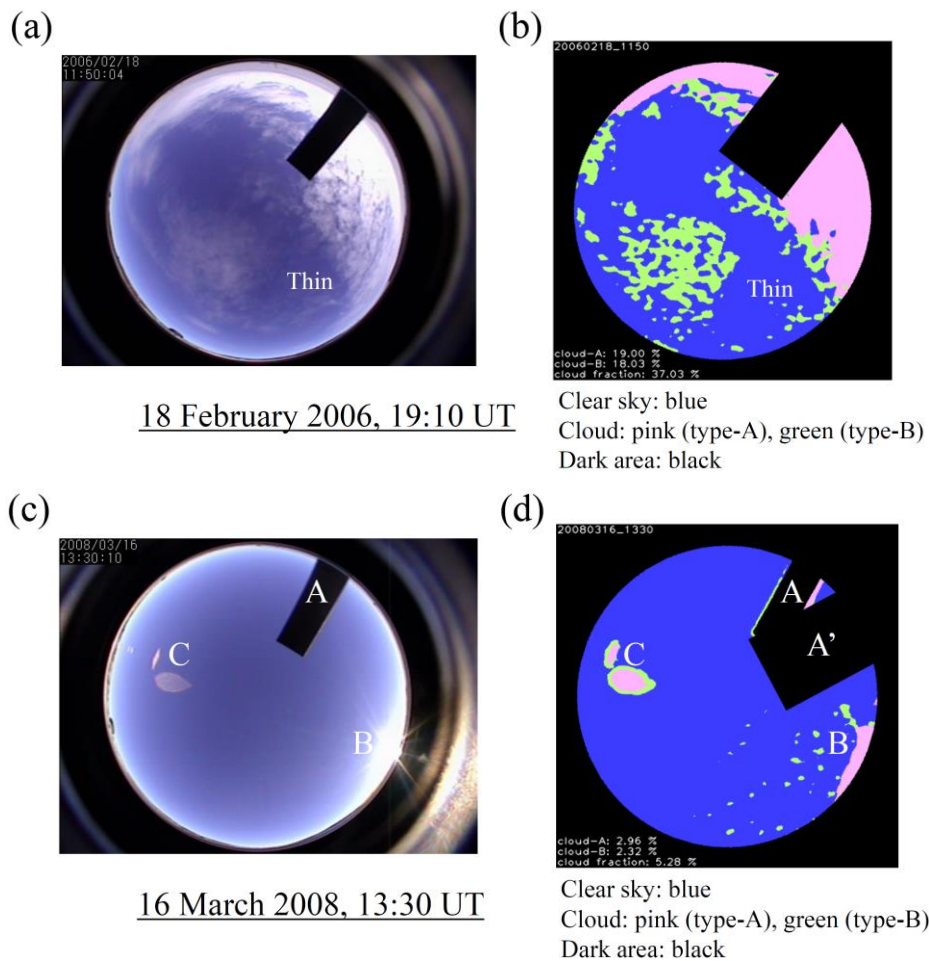 (a)
2006/02/18
11:50:04
Thin
18 February 2006, 19:10 UT
(b)
20060218_1150
Thin
cloud-A: 19.00 %
cloud-B: 18.03 %
cloud fraction: 37.03 %
Clear sky: blue
Cloud: pink (type-A), green (type-B)
Dark area: black
(c)
2008/03/16
13:30:10
A
C
B
16 March 2008, 13:30 UT
(d)
20080316_1330
A
A’
C
B
cloud-A: 2.96 %
cloud-B: 2.32 %
cloud fraction: 5.28 %
Clear sky: blue
Cloud: pink (type-A), green (type-B)
Dark area: black